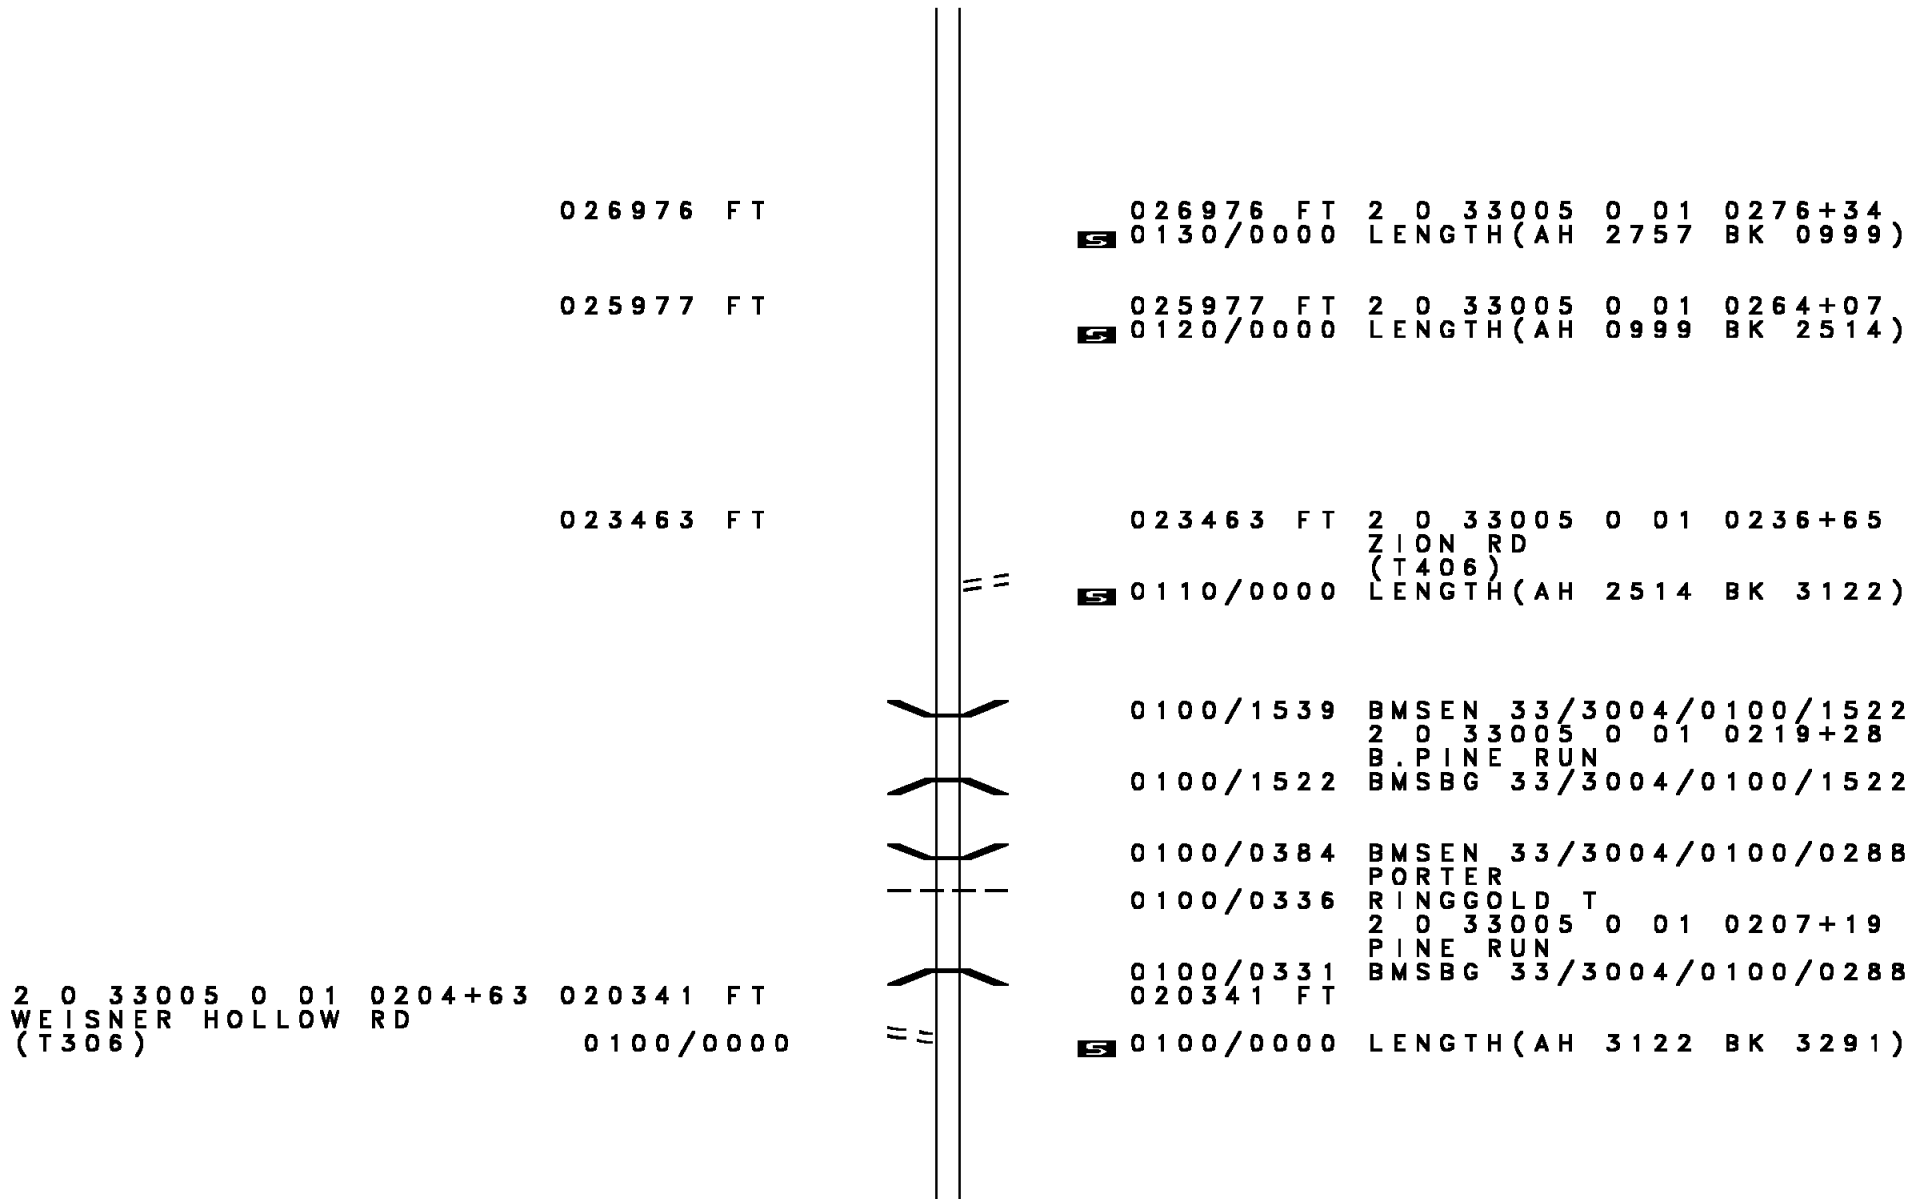 026976 FT 026976 FT 2 0 33005 0 01 0276+34
S 0130/0000 LENGTH(AH 2757 BK 0999)
025977 FT 025977 FT 2 0 33005 0 01 0264+07
S 0120/0000 LENGTH(AH 0999 BK 2514)
023463 FT 023463 FT 2 0 33005 0 01 0236+65
ZION RD
(T406)
S 0110/0000 LENGTH(AH 2514 BK 3122)
0100/1539 BMSEN 33/3004/0100/1522
2 0 33005 0 01 0219+28
B.PINE RUN
0100/1522 BMSBG 33/3004/0100/1522
0100/0384 BMSEN 33/3004/0100/0288
PORTER
0100/0336 RINGGOLD T
2 0 33005 0 01 0207+19
PINE RUN
0100/0331 BMSBG 33/3004/0100/0288
2 0 33005 0 01 0204+63 020341 FT 020341 FT
WEISNER HOLLOW RD
(T306) 0100/0000 S 0100/0000 LENGTH(AH 3122 BK 3291)